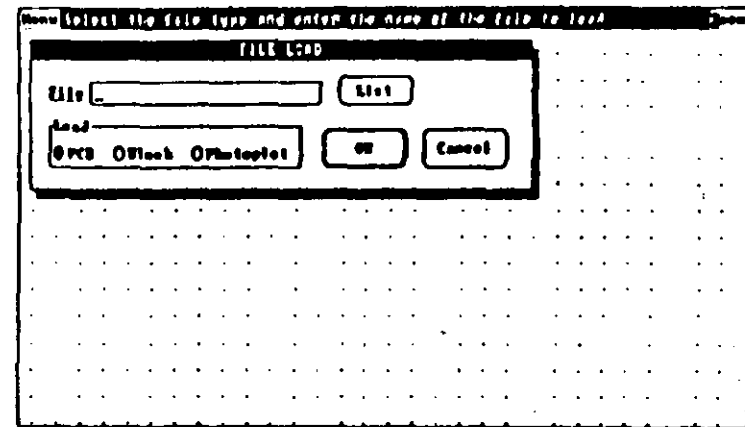 Menu Select the file type and enter the name of the file to load
FILE LOAD
File List
Load
PCB Block Photoplot OK Cancel